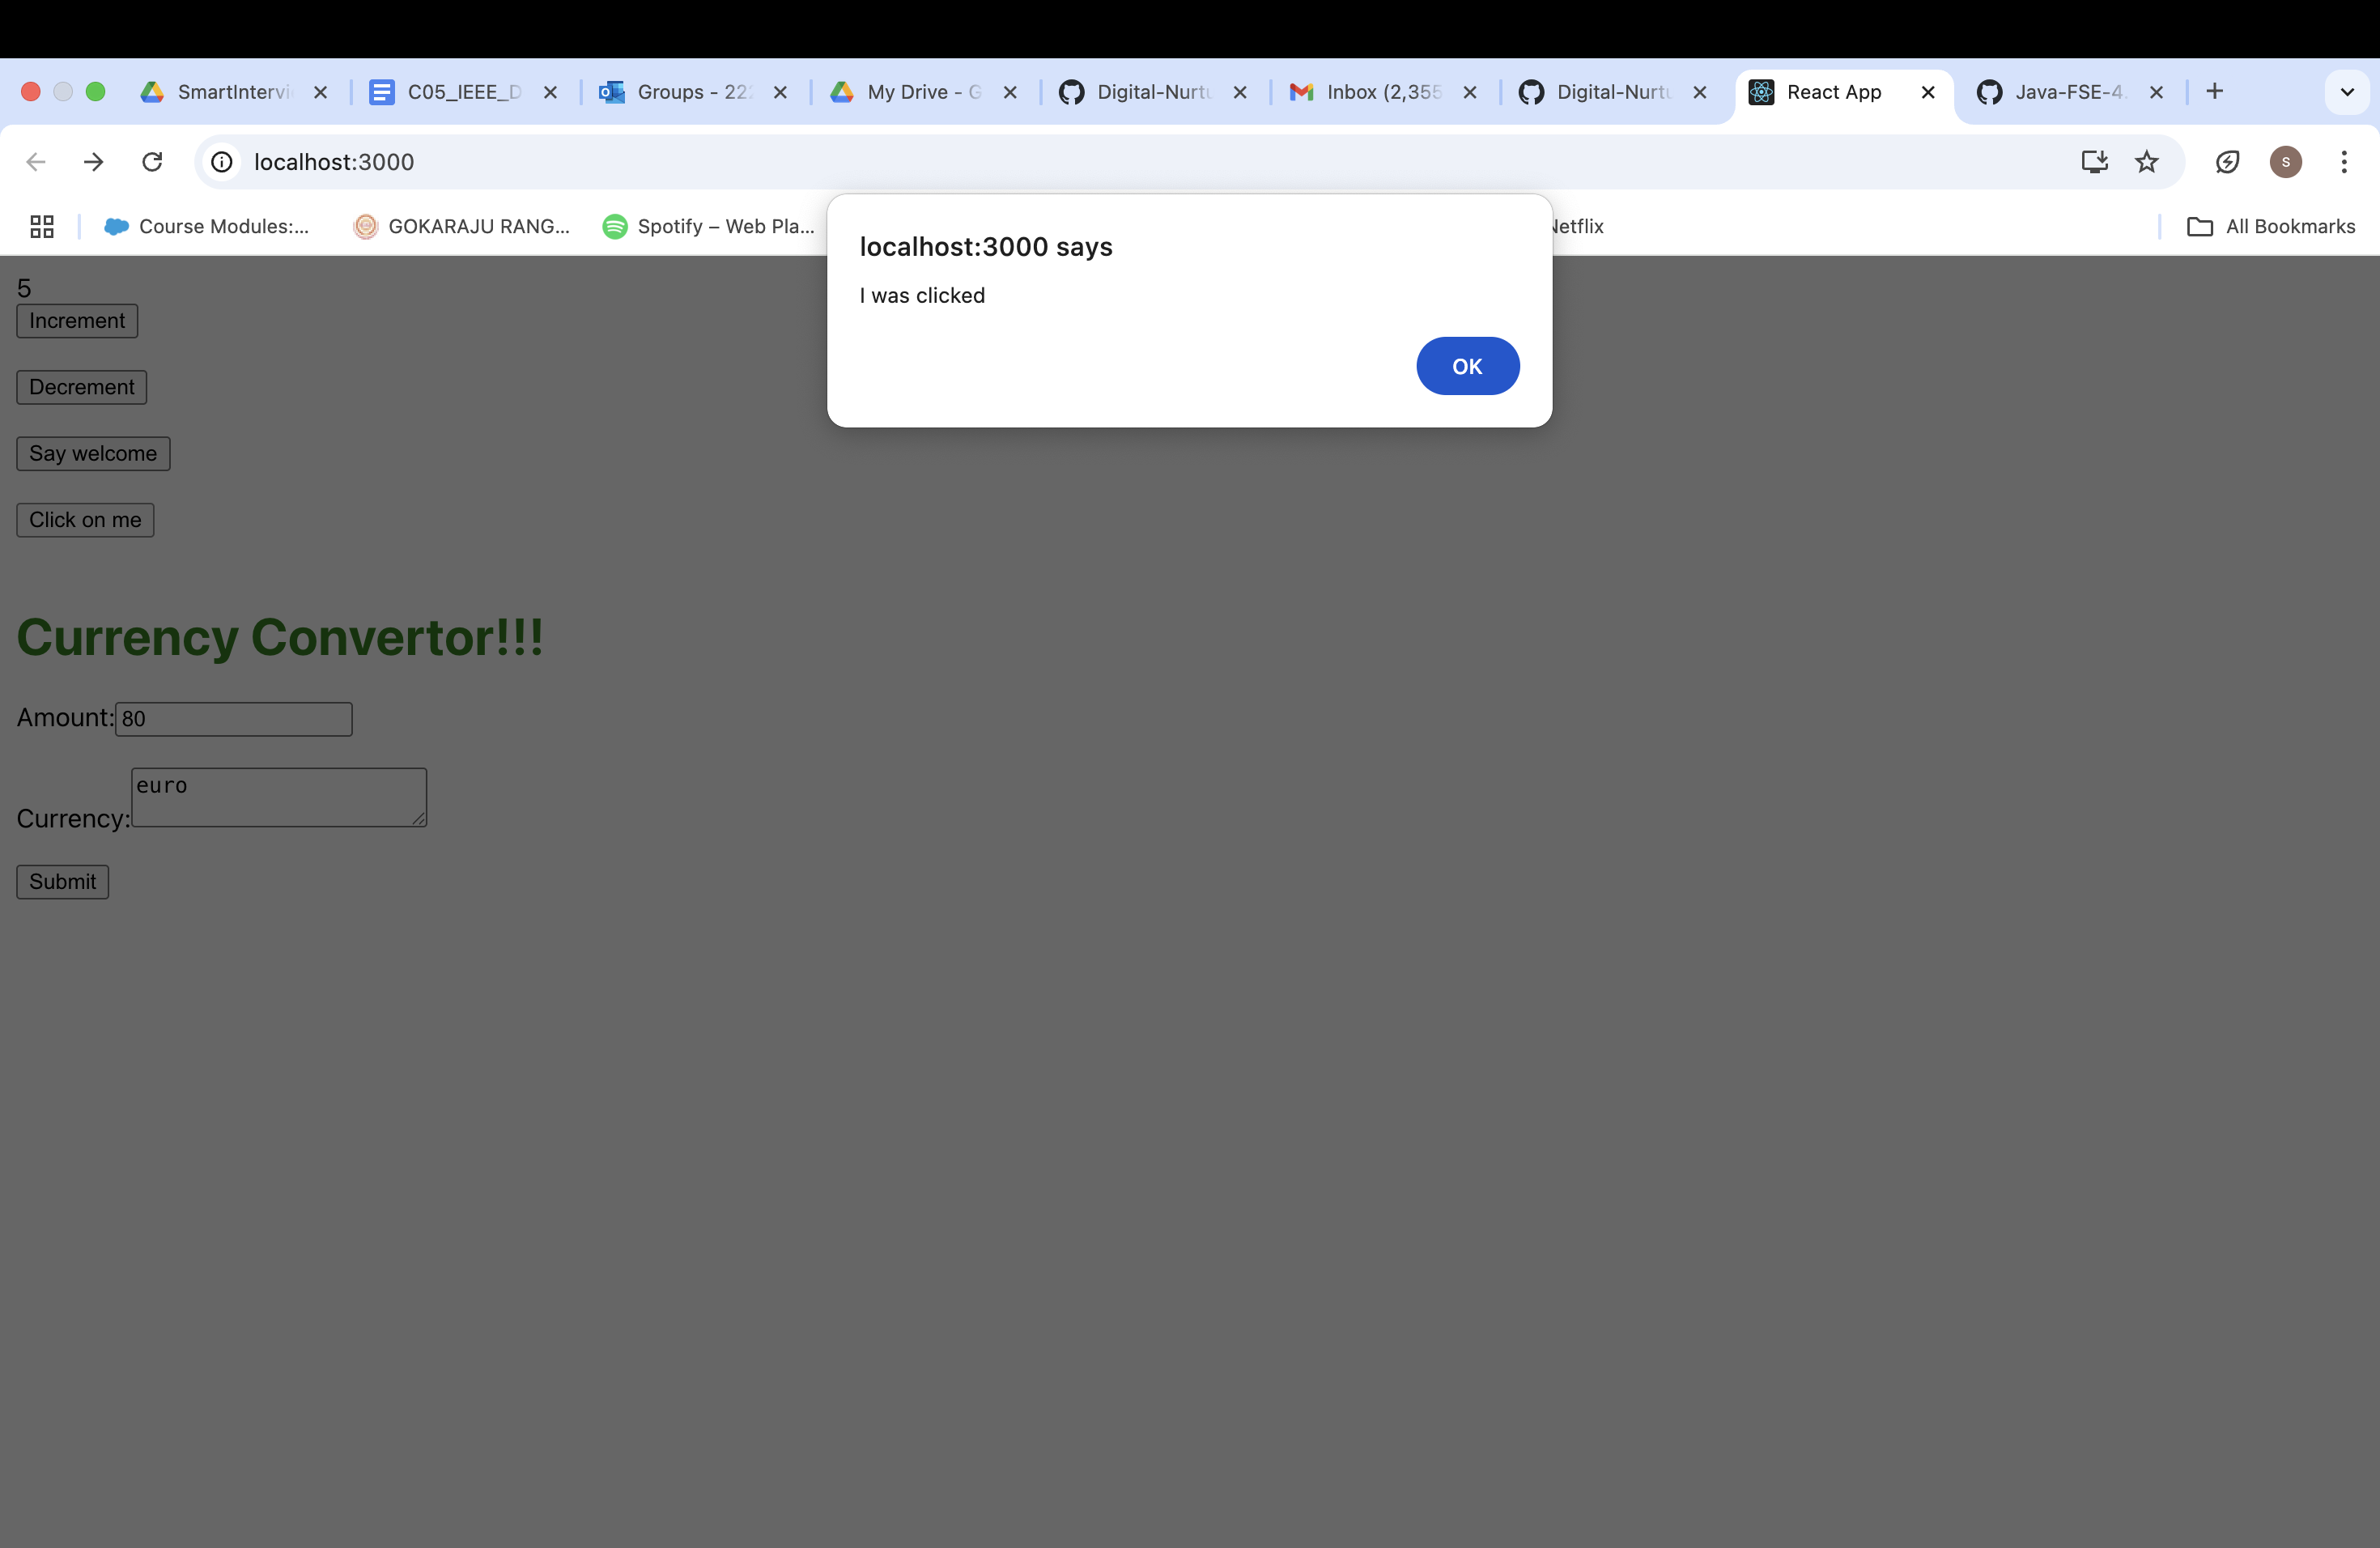 SmartIntervi
C05_IEEE_D
Groups - 222
My Drive - G
Digital-Nurtu
Inbox (2,355
Digital-Nurtu
React App
Java-FSE-4.
localhost:3000
S
Course Modules:...
GOKARAJU RANG...
Spotify – Web Pla...
Netflix
All Bookmarks
localhost:3000 says
I was clicked
OK
5
Increment
Decrement
Say welcome
Click on me
Currency Convertor!!!
Amount: 80
Currency: euro
Submit